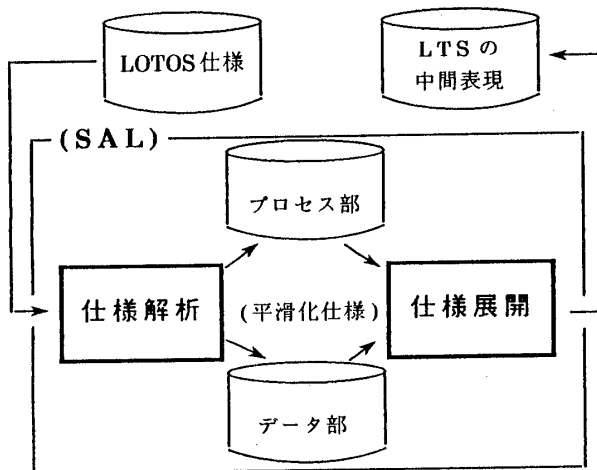 LOTOS仕様
LTSの
中間表現
(SAL)
プロセス部
仕様解析
(平滑化仕様)
仕様展開
データ部